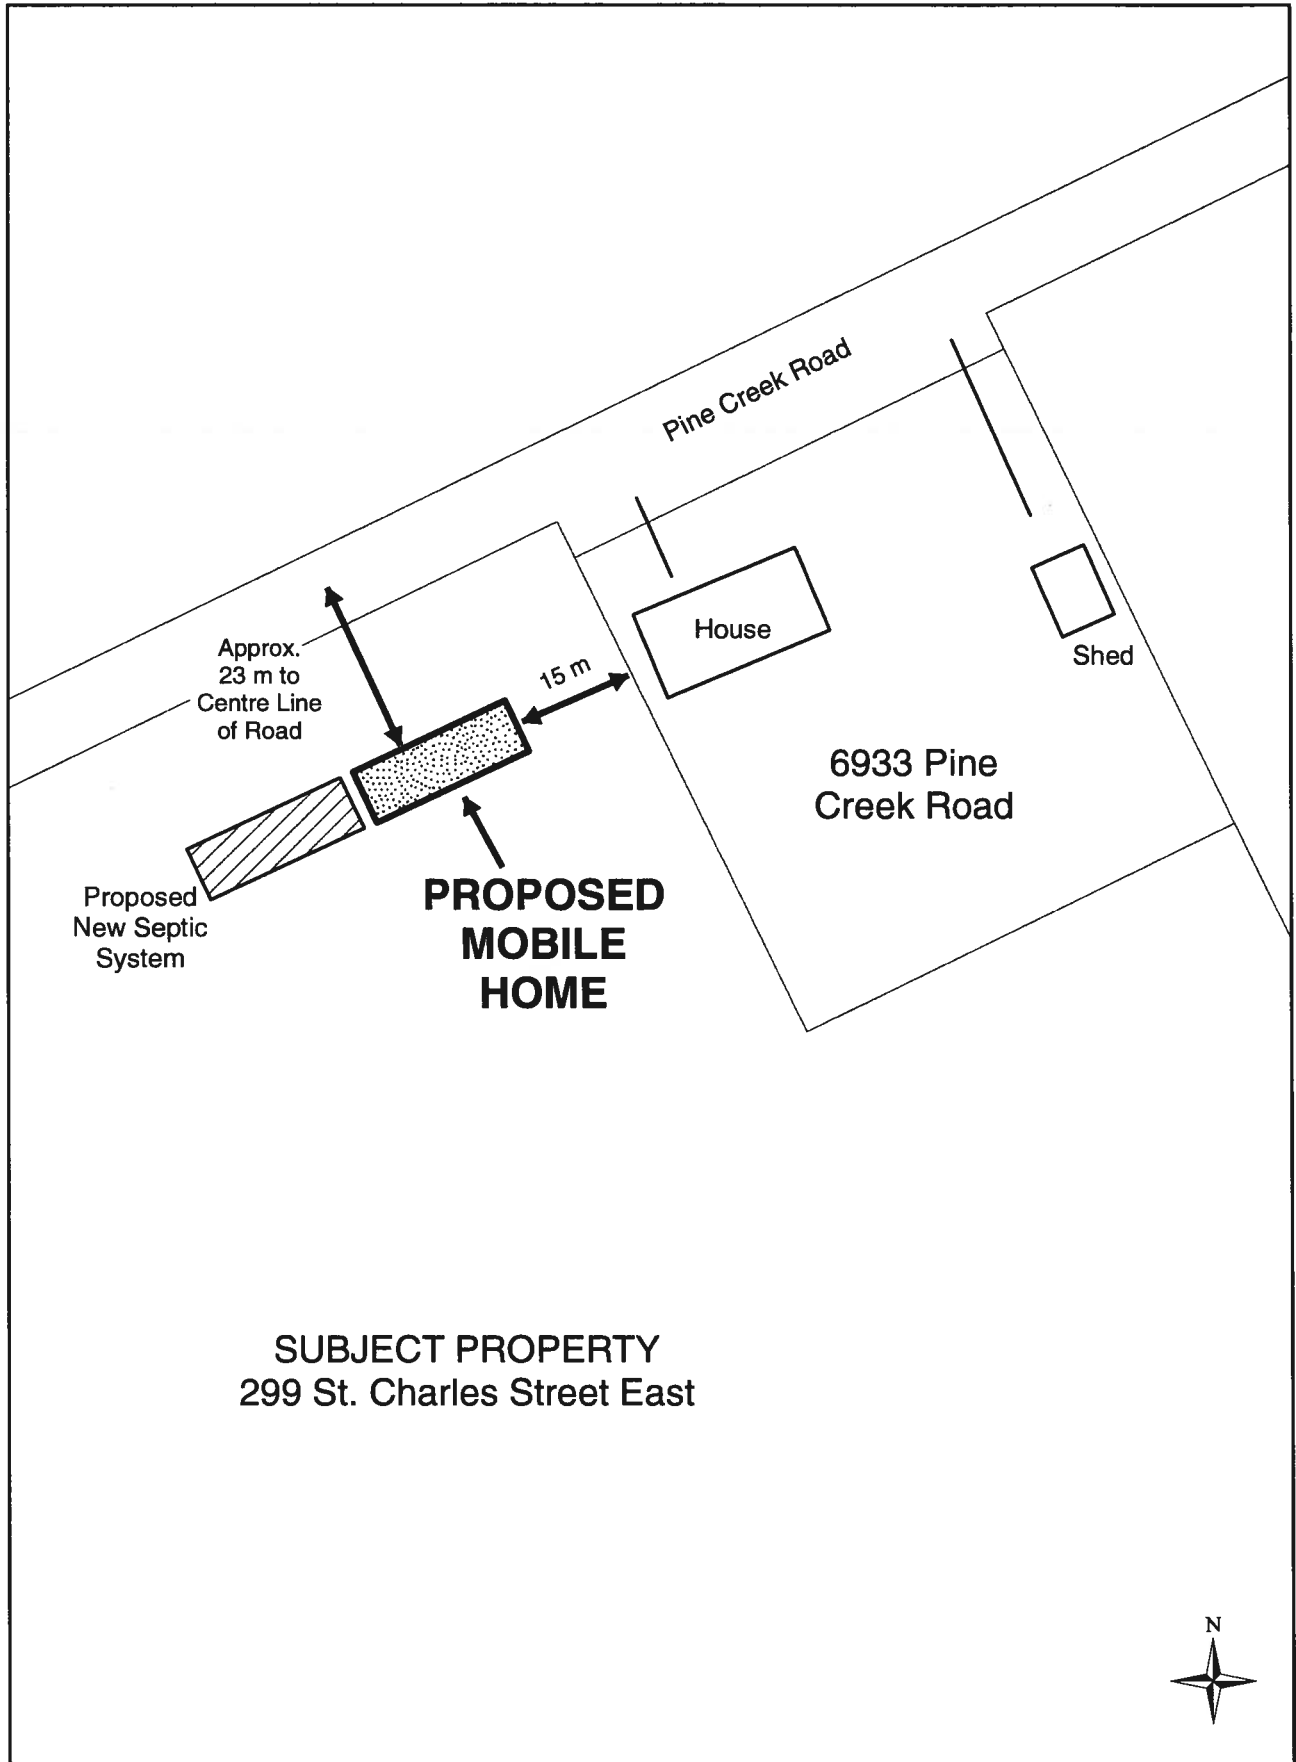 Pine Creek Road
House
Shed
Approx.
23 m to
Centre Line
of Road
15 m
6933 Pine
Creek Road
Proposed
New Septic
System
PROPOSED
MOBILE
HOME
SUBJECT PROPERTY
299 St. Charles Street East
N